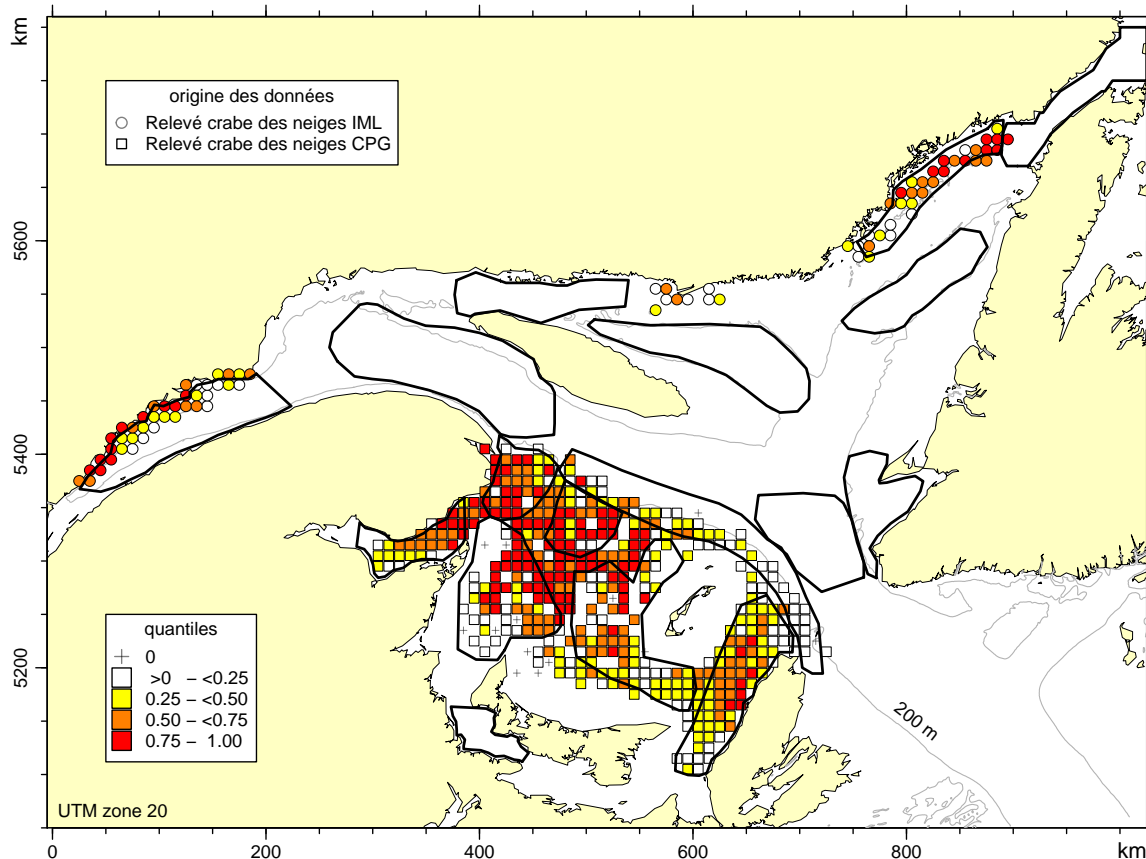 km
origine des données
Relevé crabe des neiges IML
Relevé crabe des neiges CPG
5600
5400
5200
quantiles
0
>0 – <0.25
0.25 – <0.50
0.50 – <0.75
0.75 – 1.00
200 m
UTM zone 20
0 200 400 600 800 km